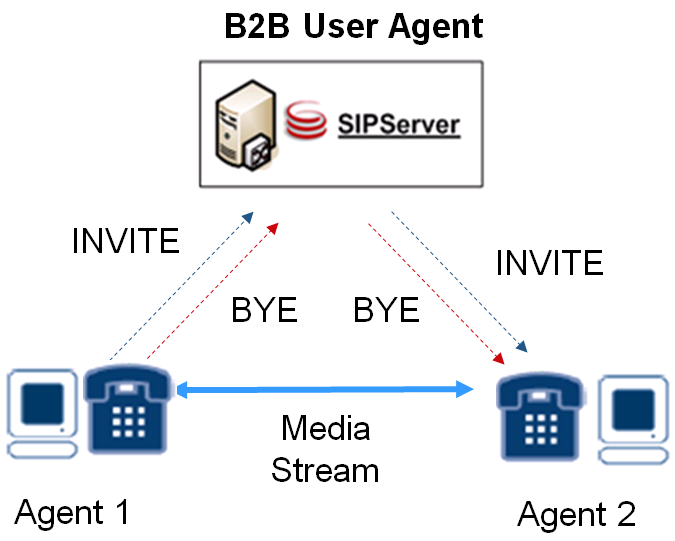 B2B User Agent
SIPServer
INVITE
INVITE
BYE
BYE
Media
Stream
Agent 1
Agent 2